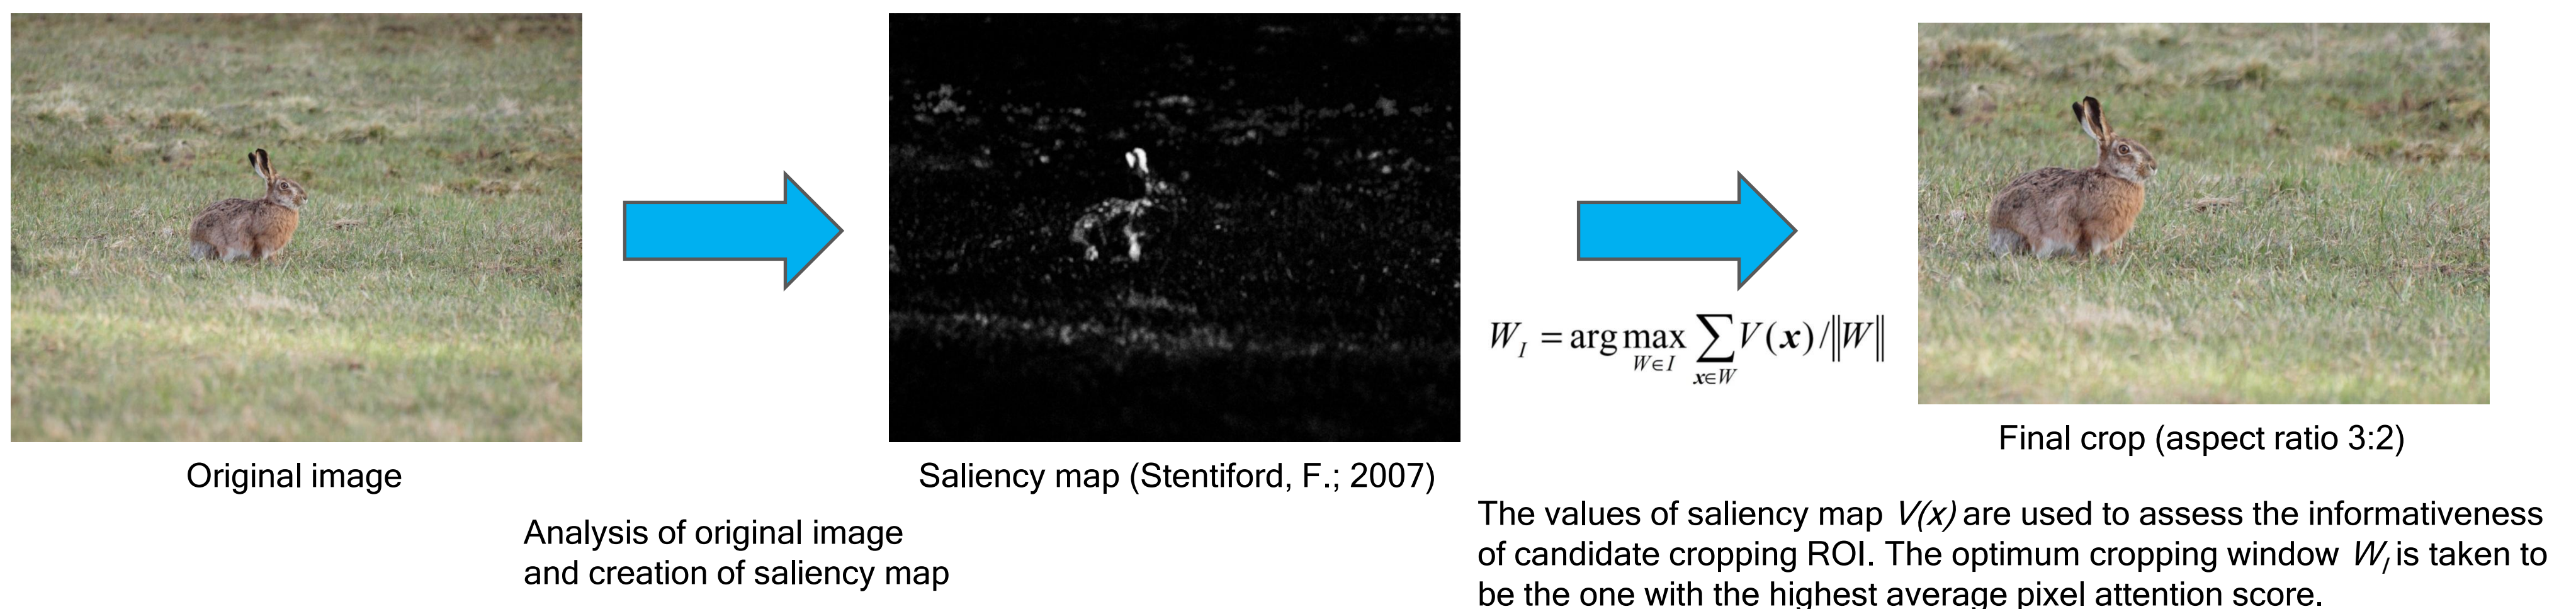 Original image
Analysis of original image
and creation of saliency map
Saliency map (Stentiford, F.; 2007)
W_I = arg max_{W∈I} ∑_{x∈W} V(x)/‖W‖
Final crop (aspect ratio 3:2)
The values of saliency map V(x) are used to assess the informativeness
of candidate cropping ROI. The optimum cropping window W_I is taken to
be the one with the highest average pixel attention score.